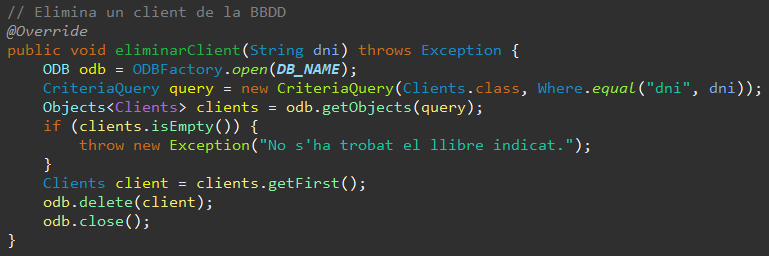 // Elimina un client de la BBDD
@Override
public void eliminarClient(String dni) throws Exception {
    ODB odb = ODBFactory.open(DB_NAME);
    CriteriaQuery query = new CriteriaQuery(Clients.class, Where.equal("dni", dni));
    Objects<Clients> clients = odb.getObjects(query);
    if (clients.isEmpty()) {
        throw new Exception("No s'ha trobat el llibre indicat.");
    }
    Clients client = clients.getFirst();
    odb.delete(client);
    odb.close();
}